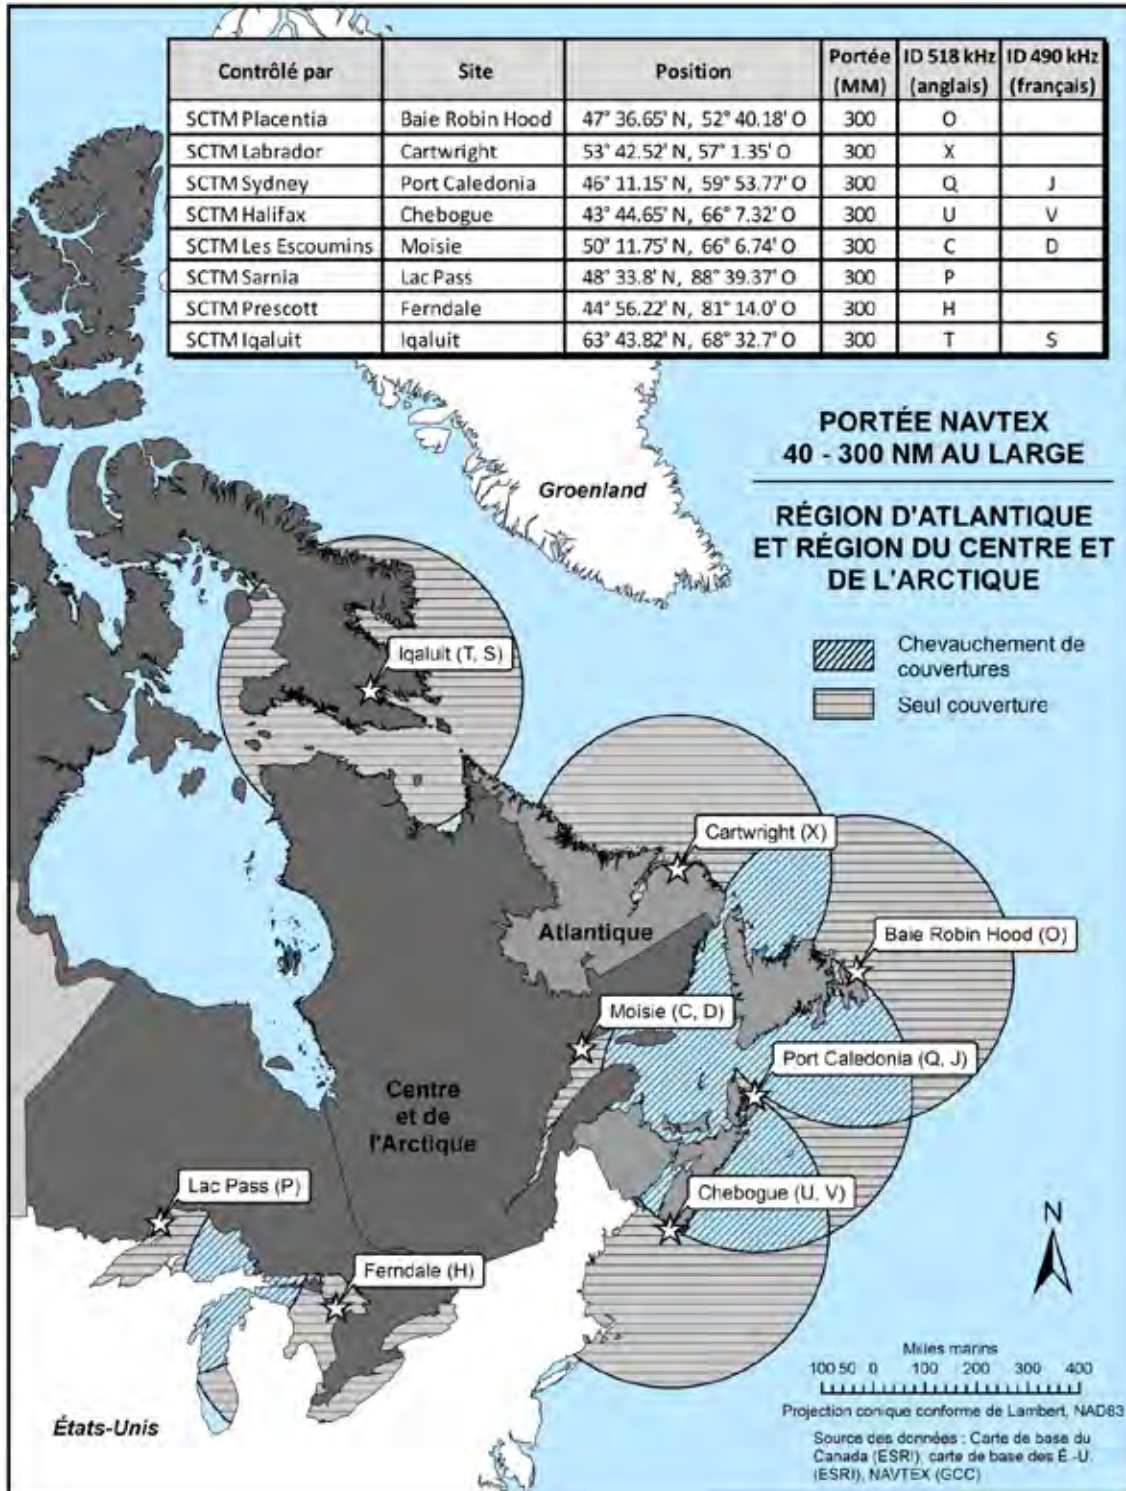 Contrôlé par Site Position Portée (MM) ID 518 kHz (anglais) ID 490 kHz (français)
SCTM Placentia Baie Robin Hood 47° 36.65' N, 52° 40.18' O 300 O
SCTM Labrador Cartwright 53° 42.52' N, 57° 1.35' O 300 X
SCTM Sydney Port Caledonia 46° 11.15' N, 59° 53.77' O 300 Q J
SCTM Halifax Chebogue 43° 44.65' N, 66° 7.32' O 300 U V
SCTM Les Escoumins Moisie 50° 11.75' N, 66° 6.74' O 300 C D
SCTM Sarnia Lac Pass 48° 33.8' N, 88° 39.37' O 300 P
SCTM Prescott Ferndale 44° 56.22' N, 81° 14.0' O 300 H
SCTM Iqaluit Iqaluit 63° 43.82' N, 68° 32.7' O 300 T S
PORTÉE NAVTEX
40 - 300 NM AU LARGE
Groenland
RÉGION D'ATLANTIQUE
ET RÉGION DU CENTRE ET
DE L'ARCTIQUE
Chevauchement de
couvertures
Seul couverture
Iqaluit (T, S)
Cartwright (X)
Atlantique
Baie Robin Hood (O)
Moisie (C, D)
Port Caledonia (Q, J)
Centre
et de
l'Arctique
Lac Pass (P)
Chebogue (U, V)
Ferndale (H)
N
Milles marins
100 50 0 100 200 300 400
Projection conique conforme de Lambert, NAD83
États-Unis
Source des données : Carte de base du
Canada (ESRI), carte de base des É.-U.
(ESRI), NAVTEX (GCC)